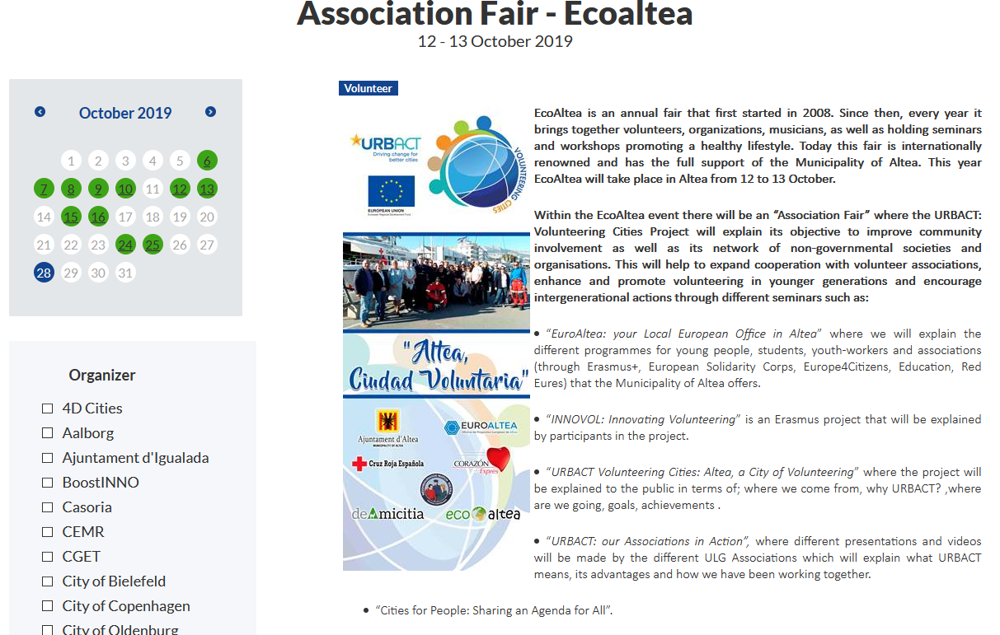 Association Fair - Ecoaltea
12 - 13 October 2019
October 2019
1 2 3 4 5 6
7 8 9 10 11 12 13
14 15 16 17 18 19 20
21 22 23 24 25 26 27
28 29 30 31
Organizer
4D Cities
Aalborg
Ajuntament d'Igualada
BoostINNO
Casoria
CEMR
CGET
City of Bielefeld
City of Copenhagen
City of Oldenburg
Volunteer
URBACT
Driving change for
better cities
EUROPEAN UNION
European Regional Development Fund
VOLUNTEERING
CITIES
"Altea,
Ciudad Voluntaria"
Ajuntament d'Altea
MUNICIPALITY OF ALTEA
EUROALTEA
Cruz Roja Española
CORAZÓN
Exprés
deAmicitia
ecoaltea
EcoAltea is an annual fair that first started in 2008. Since then, every year it
brings together volunteers, organizations, musicians, as well as holding seminars
and workshops promoting a healthy lifestyle. Today this fair is internationally
renowned and has the full support of the Municipality of Altea. This year
EcoAltea will take place in Altea from 12 to 13 October.
Within the EcoAltea event there will be an “Association Fair” where the URBACT:
Volunteering Cities Project will explain its objective to improve community
involvement as well as its network of non-governmental societies and
organisations. This will help to expand cooperation with volunteer associations,
enhance and promote volunteering in younger generations and encourage
intergenerational actions through different seminars such as:
• “EuroAltea: your Local European Office in Altea” where we will explain the
different programmes for young people, students, youth-workers and associations
(through Erasmus+, European Solidarity Corps, Europe4Citizens, Education, Red
Eures) that the Municipality of Altea offers.
• “INNOVOL: Innovating Volunteering” is an Erasmus project that will be explained
by participants in the project.
• “URBACT Volunteering Cities: Altea, a City of Volunteering” where the project will
be explained to the public in terms of; where we come from, why URBACT? ,where
are we going, goals, achievements .
• “URBACT: our Associations in Action”, where different presentations and videos
will be made by the different ULG Associations which will explain what URBACT
means, its advantages and how we have been working together.
• “Cities for People: Sharing an Agenda for All”.